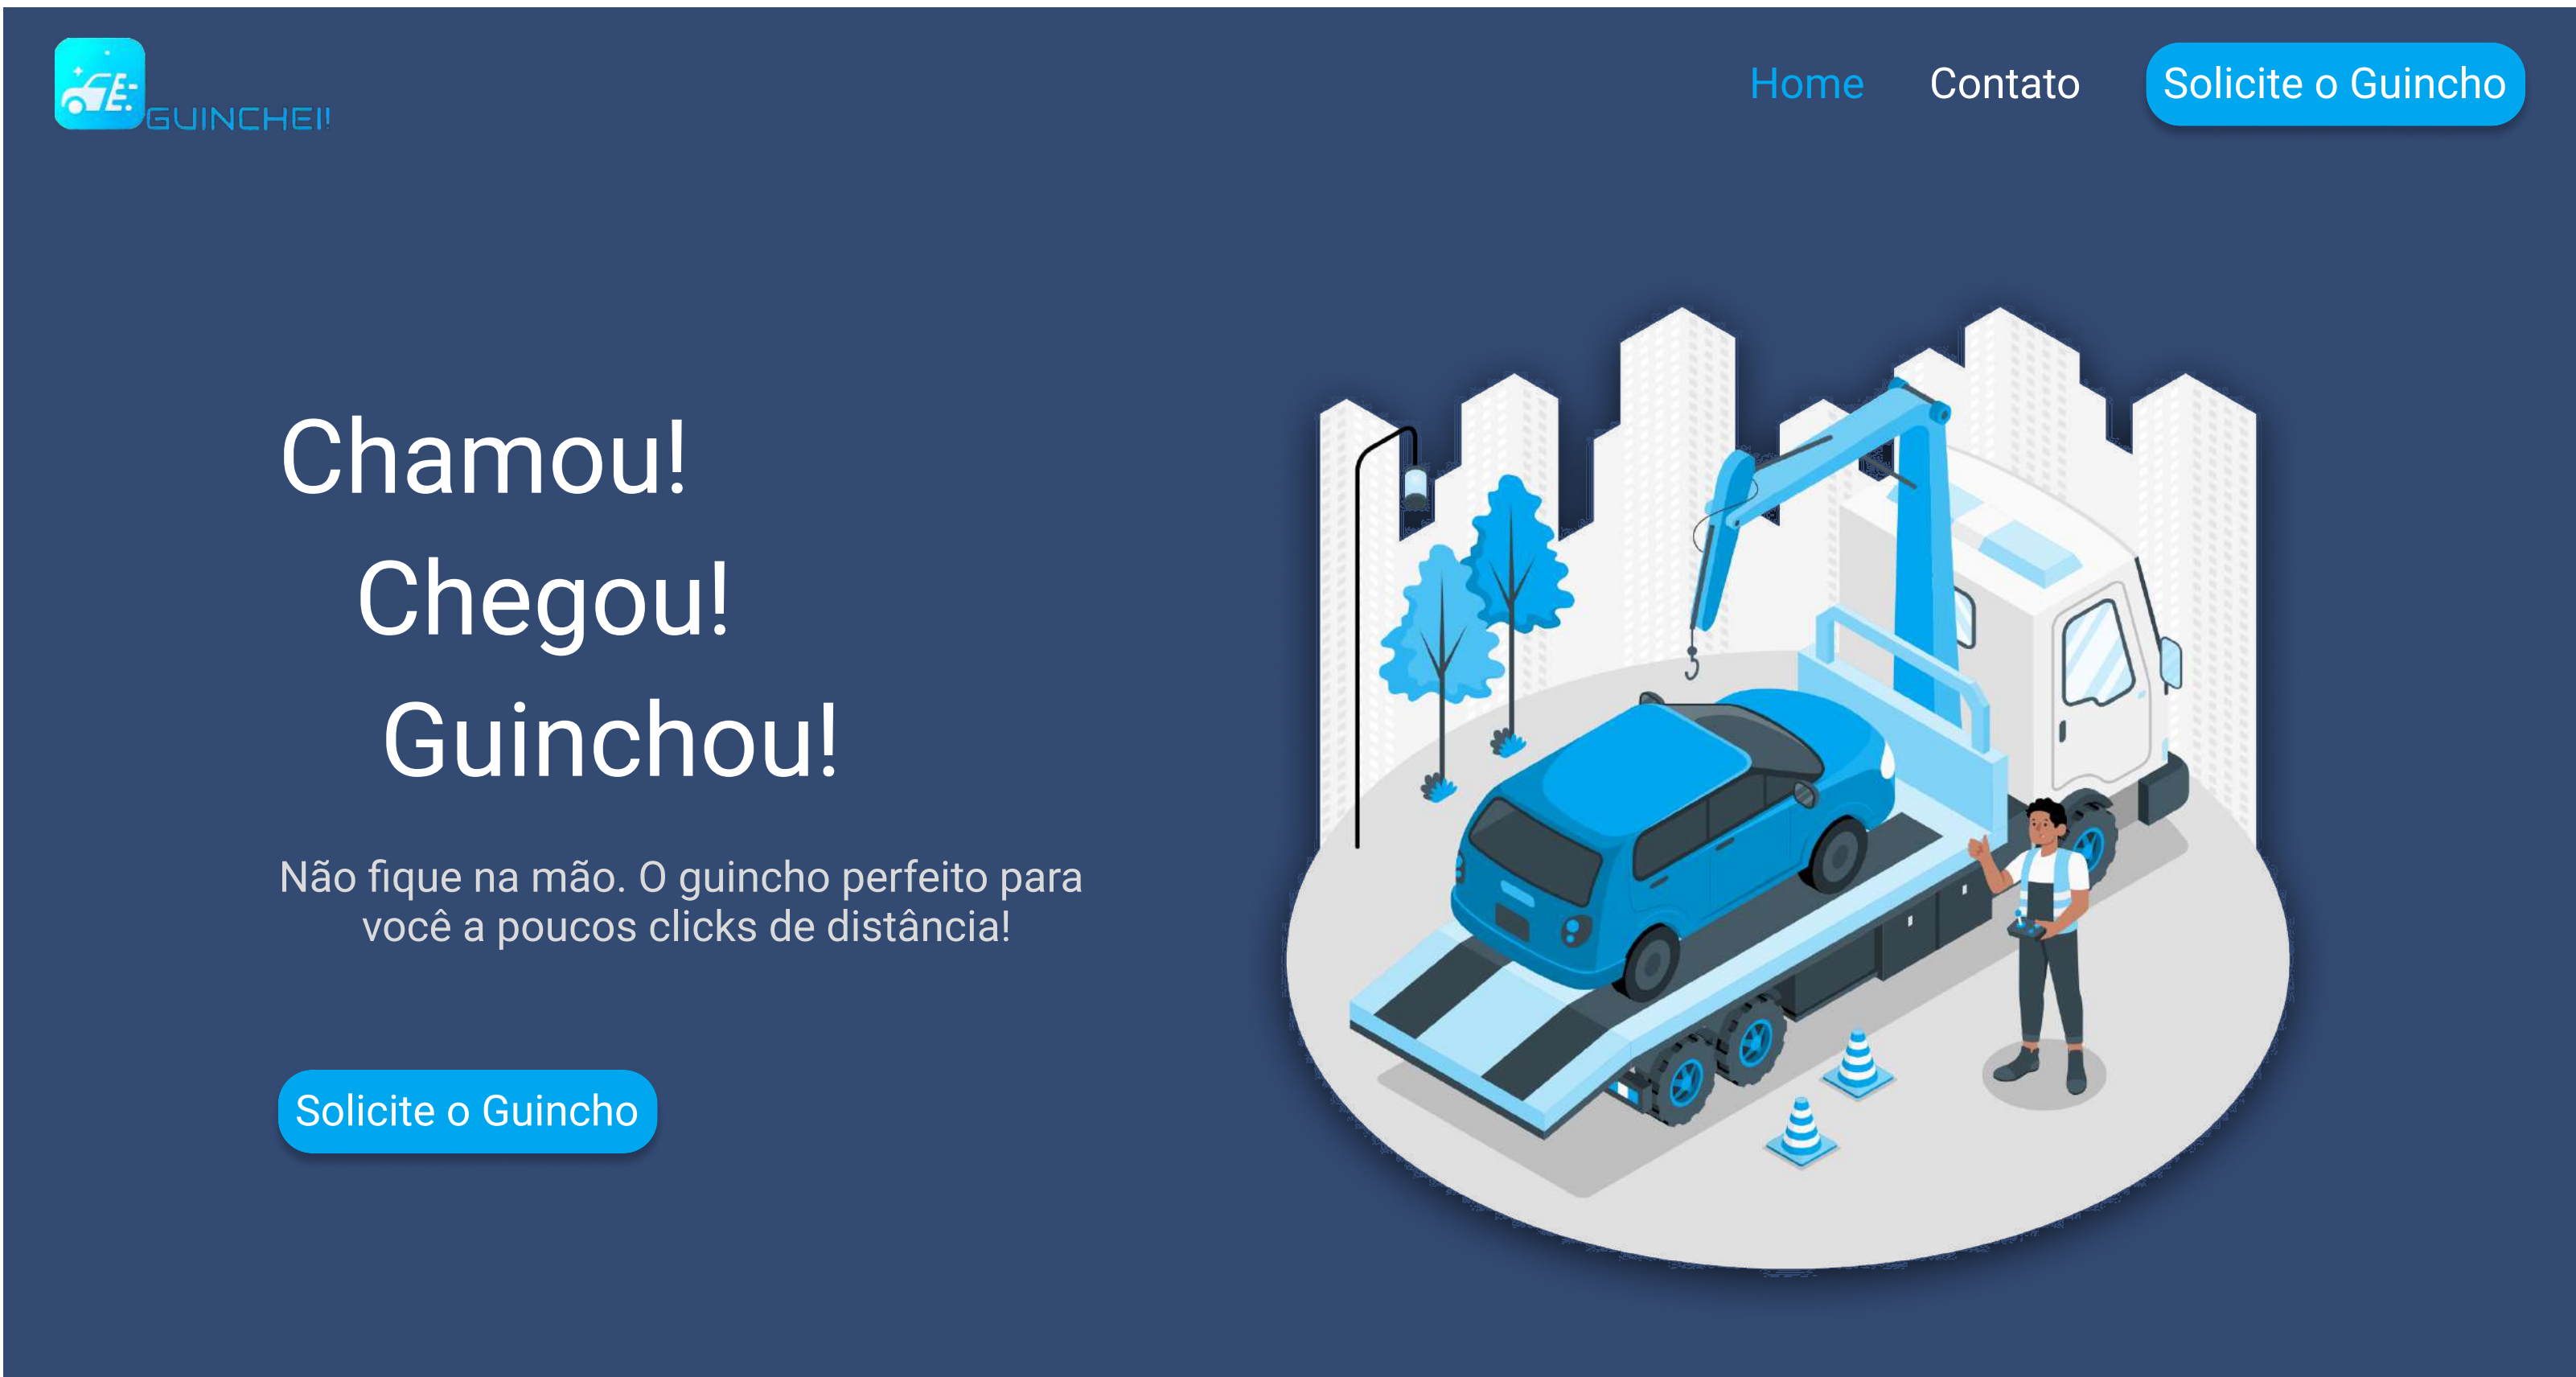 GUINCHEI!
Home Contato Solicite o Guincho
Chamou!
Chegou!
Guinchou!
Não fique na mão. O guincho perfeito para
você a poucos clicks de distância!
Solicite o Guincho